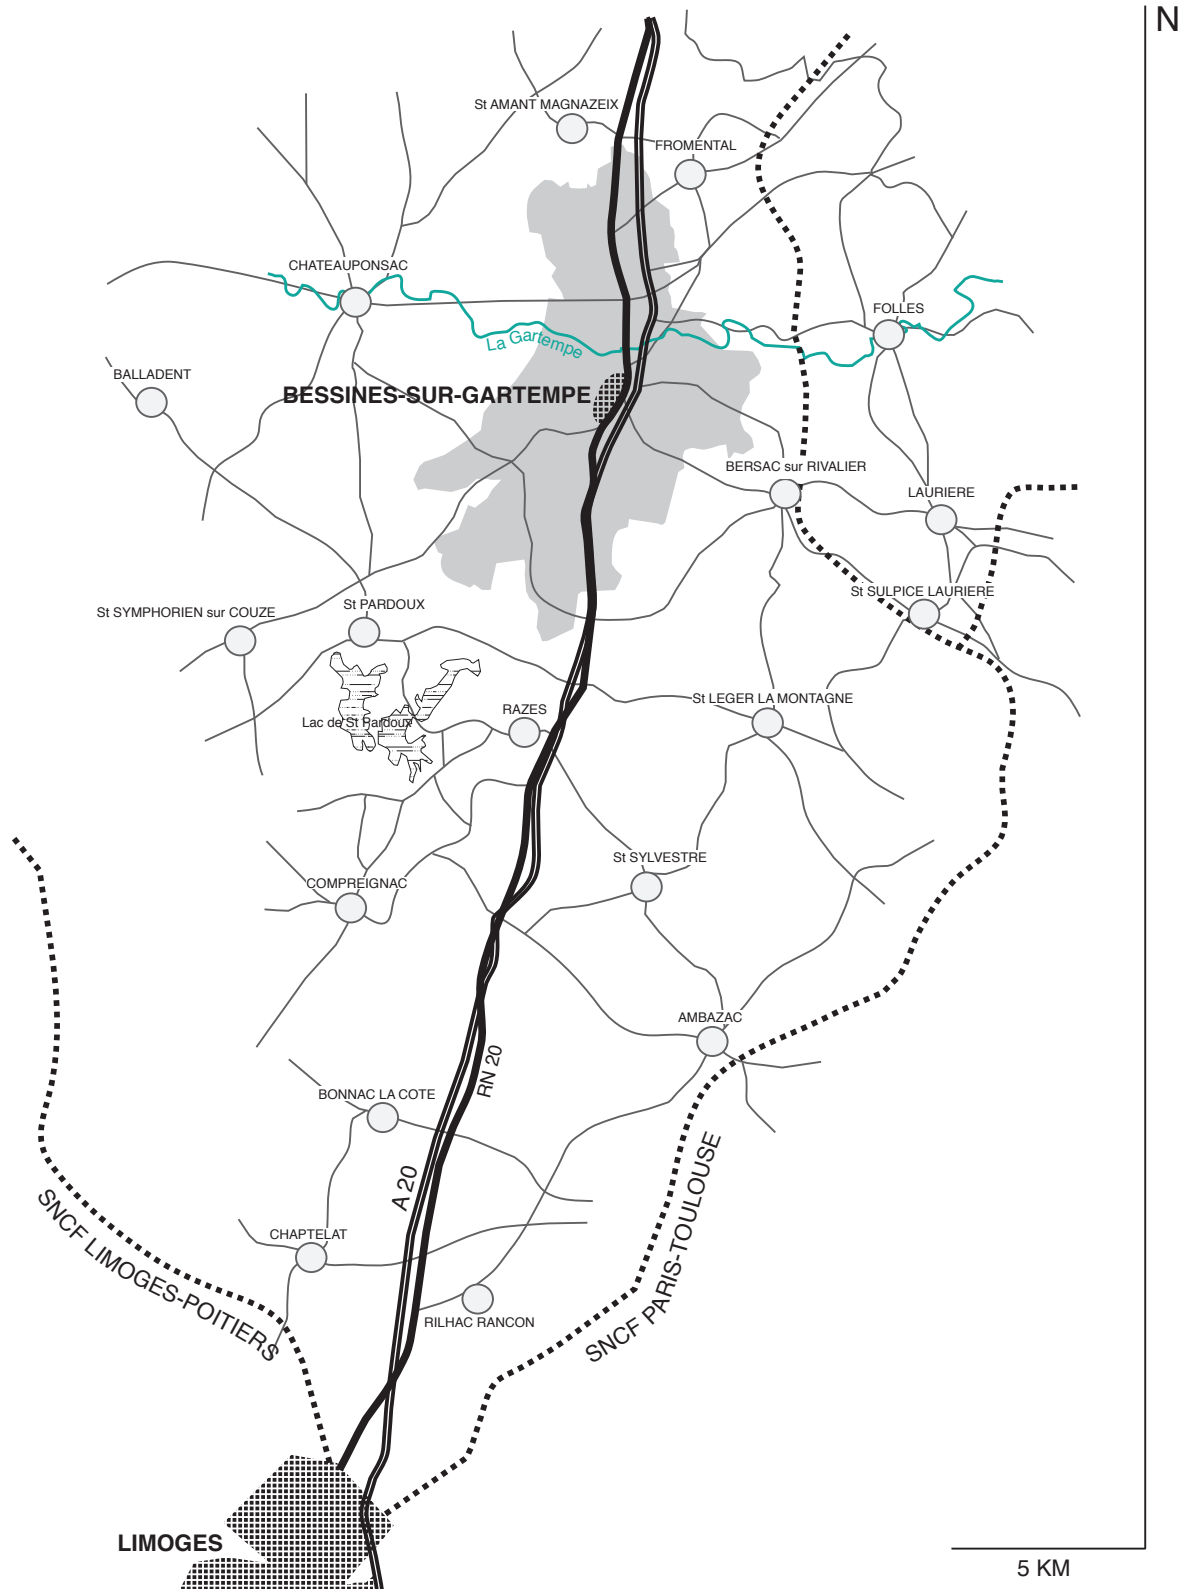 N
St AMANT MAGNAZEIX
FROMENTAL
CHATEAUPONSAC
FOLLES
La Gartempe
BALLADENT
BESSINES-SUR-GARTEMPE
BERSAC sur RIVALIER
LAURIERE
St SULPICE LAURIERE
St SYMPHORIEN sur COUZE
St PARDOUX
St LEGER LA MONTAGNE
RAZES
Lac de St Pardoux
St SYLVESTRE
COMPREIGNAC
AMBAZAC
RN 20
BONNAC LA COTE
A 20
SNCF PARIS-TOULOUSE
SNCF LIMOGES-POITIERS
CHAPTELAT
RILHAC RANCON
LIMOGES
5 KM